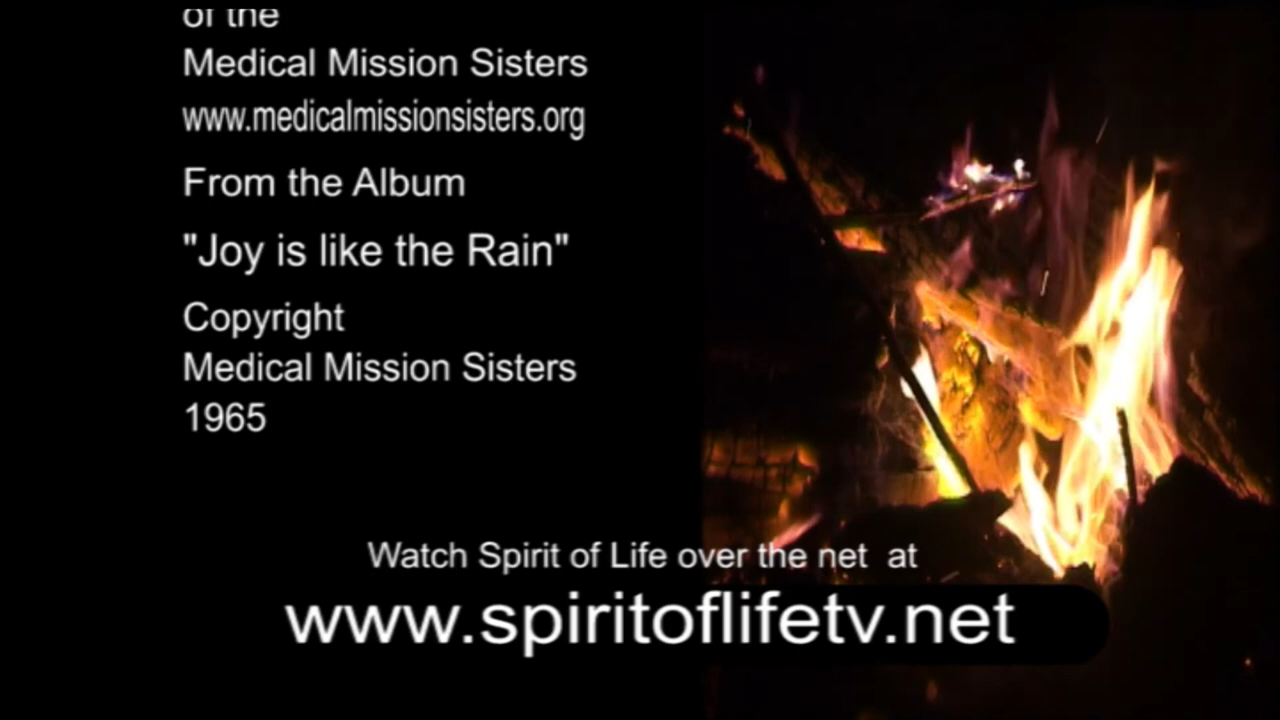 of the
Medical Mission Sisters
www.medicalmissionsisters.org
From the Album
"Joy is like the Rain"
Copyright
Medical Mission Sisters
1965
Watch Spirit of Life over the net at
www.spiritoflifetv.net